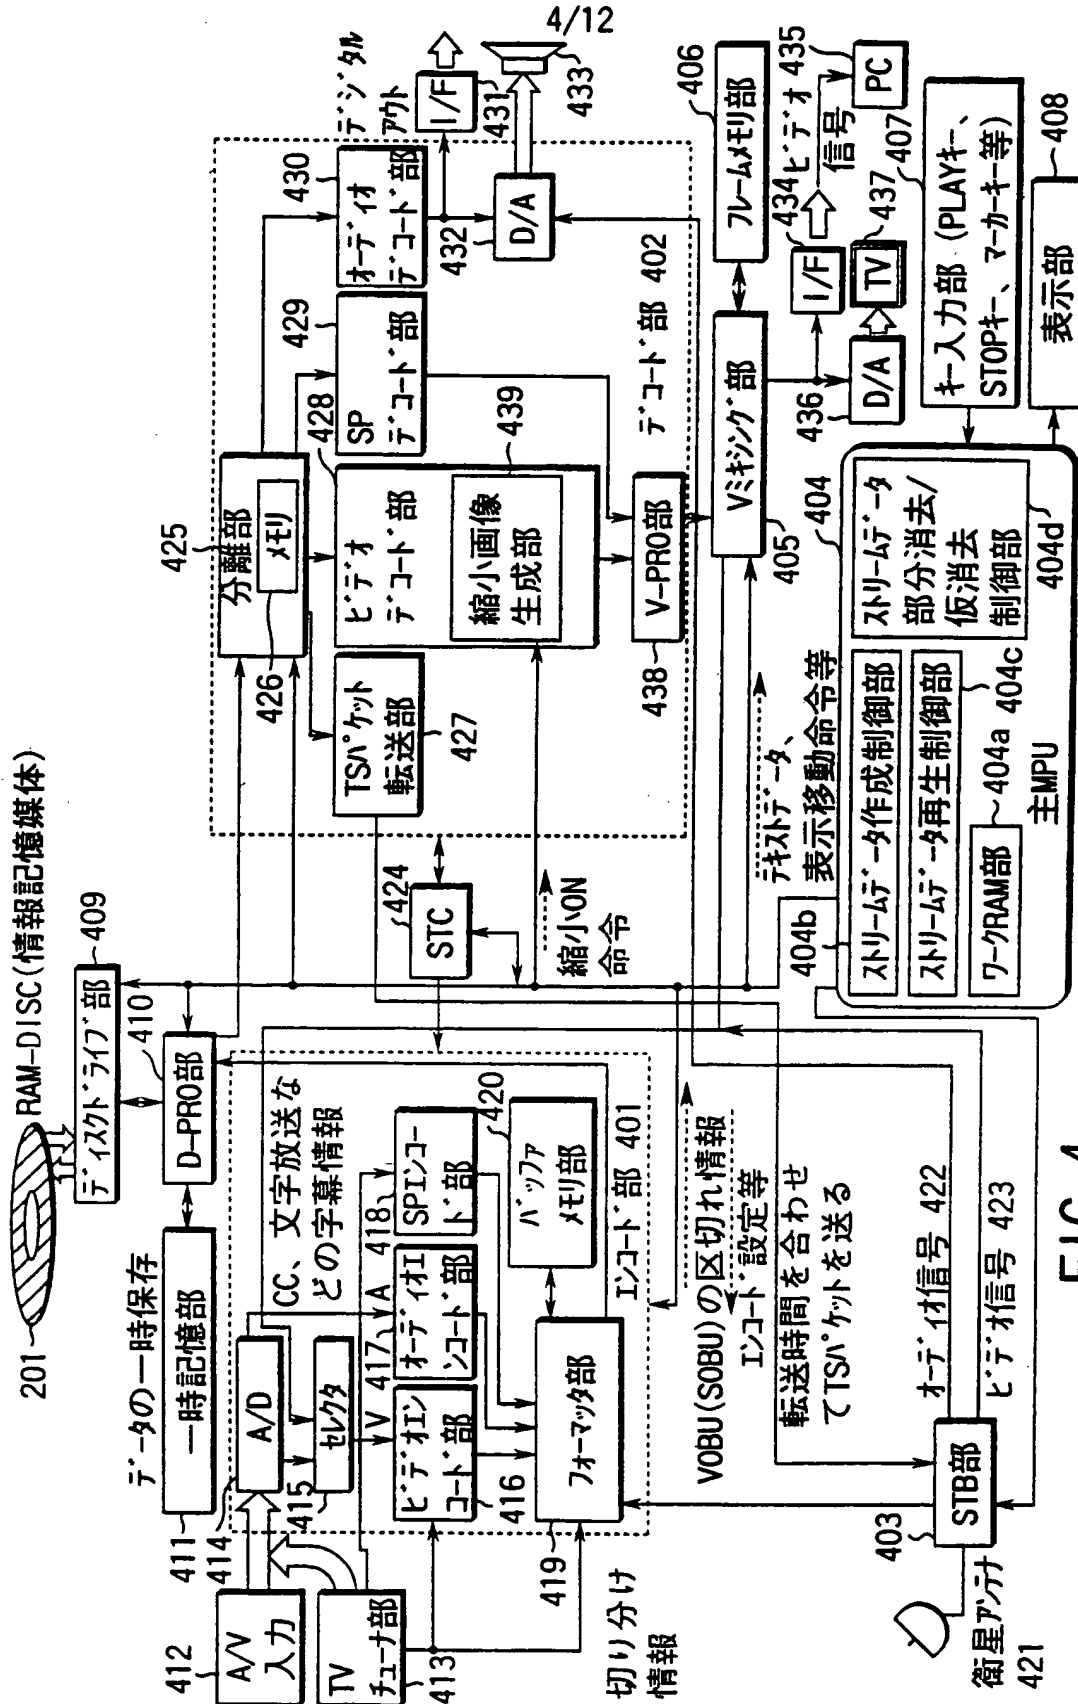 4/12
RAM-DISC(情報記憶媒体)
201
ディスクドライブ部
409
D-PRO部
410
データの一時保存
一時記憶部
411
A/V
入力
412
TV
チューナ部
413
A/D
414
セレクタ
415
V
A
CC、文字放送な
どの字幕情報
ビデオエン
コード部
416
オーディオエ
ンコード部
417
SPエンコー
ド部
418
フォーマッタ部
419
バッファ
メモリ部
420
エンコード部 401
切り分け
情報
VOBU(SOBU)の区切れ情報
エンコード設定等
転送時間を合わせ
てTSパケットを送る
STB部
403
衛星アンテナ
421
オーディオ信号 422
ビデオ信号 423
STC
424
縮小ON
命令
分離部
425
メモリ
426
TSパケット
転送部
427
ビデオ
デコード部
428
縮小画像
生成部
439
SP
デコード部
429
オーディオ
デコード部
430
デジタル
アウト
I/F
431
D/A
432
433
V-PRO部
438
デコード部 402
Vミキシング部
405
フレームメモリ部
406
I/F
434
ビデオ
信号
PC
435
D/A
436
TV
437
テキストデータ、
表示移動命令等
キー入力部 (PLAYキー、
STOPキー、マーカーキー等)
407
表示部
408
404
ストリームデータ作成制御部
404b
ストリームデータ再生制御部
404c
ストリームデータ
部分消去/
仮消去
制御部
404d
ワークRAM部
404a
主MPU
FIG. 4